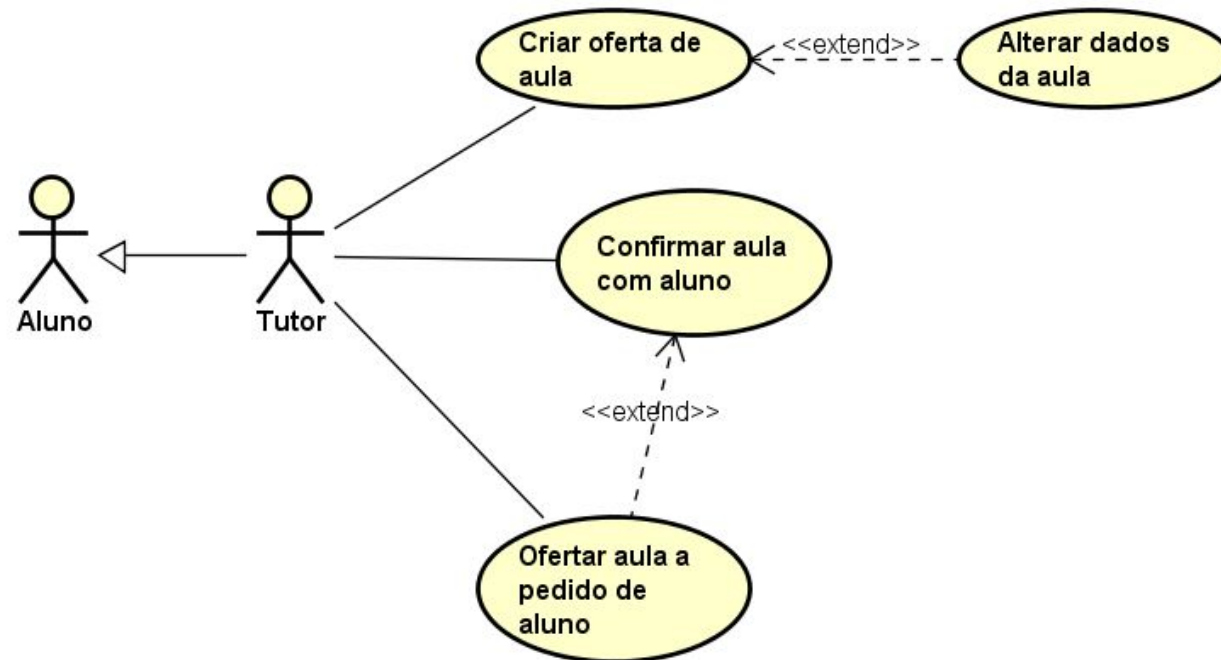 Criar oferta de
aula
<<extend>>
Alterar dados
da aula
Confirmar aula
com aluno
Aluno
Tutor
<<extend>>
Ofertar aula a
pedido de
aluno